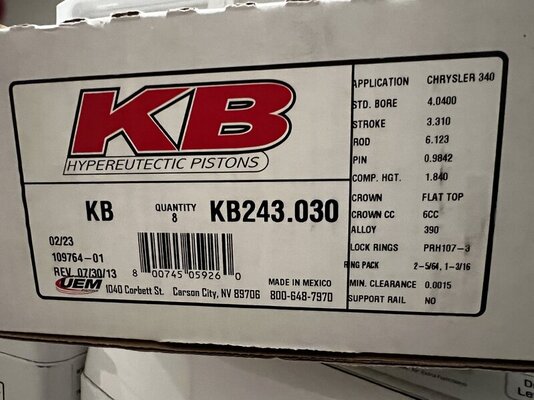 KB
HYPEREUTECTIC PISTONS
KB QUANTITY 8 KB243.030
02/23
109764-01
REV. 07/30/13
8 00745 05926 0
MADE IN MEXICO
UEM
1040 Corbett St. Carson City, NV 89706 800-648-7970
APPLICATION CHRYSLER 340
STD. BORE 4.0400
STROKE 3.310
ROD 6.123
PIN 0.9842
COMP. HGT. 1.840
CROWN FLAT TOP
CROWN CC 6CC
ALLOY 390
LOCK RINGS PRH107-3
RING PACK 2-5/64, 1-3/16
MIN. CLEARANCE 0.0015
SUPPORT RAIL NO